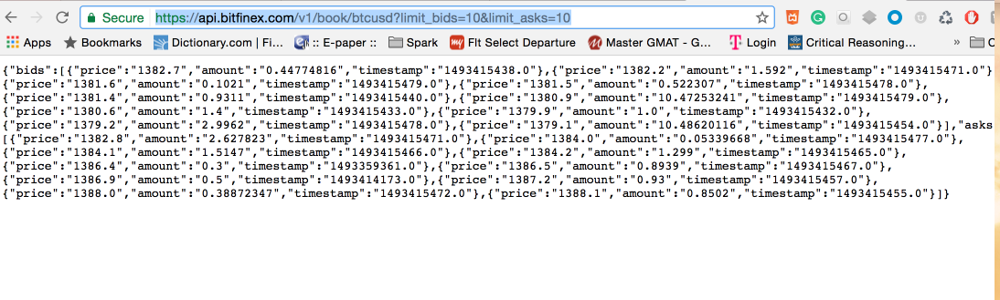 Secure https://api.bitfinex.com/v1/book/btcusd?limit_bids=10&limit_asks=10
Apps Bookmarks Dictionary.com | Fi... :: E-paper :: Spark Flt Select Departure Master GMAT - G... Login Critical Reasoning... » C
{"bids":[{"price":"1382.7","amount":"0.44774816","timestamp":"1493415438.0"},{"price":"1382.2","amount":"1.592","timestamp":"1493415471.0"}
{"price":"1381.6","amount":"0.1021","timestamp":"1493415479.0"},{"price":"1381.5","amount":"0.522307","timestamp":"1493415478.0"},
{"price":"1381.4","amount":"0.9311","timestamp":"1493415440.0"},{"price":"1380.9","amount":"10.47253241","timestamp":"1493415479.0"},
{"price":"1380.6","amount":"1.4","timestamp":"1493415433.0"},{"price":"1379.9","amount":"1.0","timestamp":"1493415432.0"},
{"price":"1379.2","amount":"2.9962","timestamp":"1493415478.0"},{"price":"1379.1","amount":"10.48620116","timestamp":"1493415454.0"}],"asks
[{"price":"1382.8","amount":"2.627823","timestamp":"1493415471.0"},{"price":"1384.0","amount":"0.05339668","timestamp":"1493415477.0"},
{"price":"1384.1","amount":"1.5147","timestamp":"1493415466.0"},{"price":"1384.2","amount":"1.299","timestamp":"1493415465.0"},
{"price":"1386.4","amount":"0.3","timestamp":"1493359361.0"},{"price":"1386.5","amount":"0.8939","timestamp":"1493415467.0"},
{"price":"1386.9","amount":"0.5","timestamp":"1493414173.0"},{"price":"1387.2","amount":"0.93","timestamp":"1493415457.0"},
{"price":"1388.0","amount":"0.38872347","timestamp":"1493415472.0"},{"price":"1388.1","amount":"0.8502","timestamp":"1493415455.0"}]}